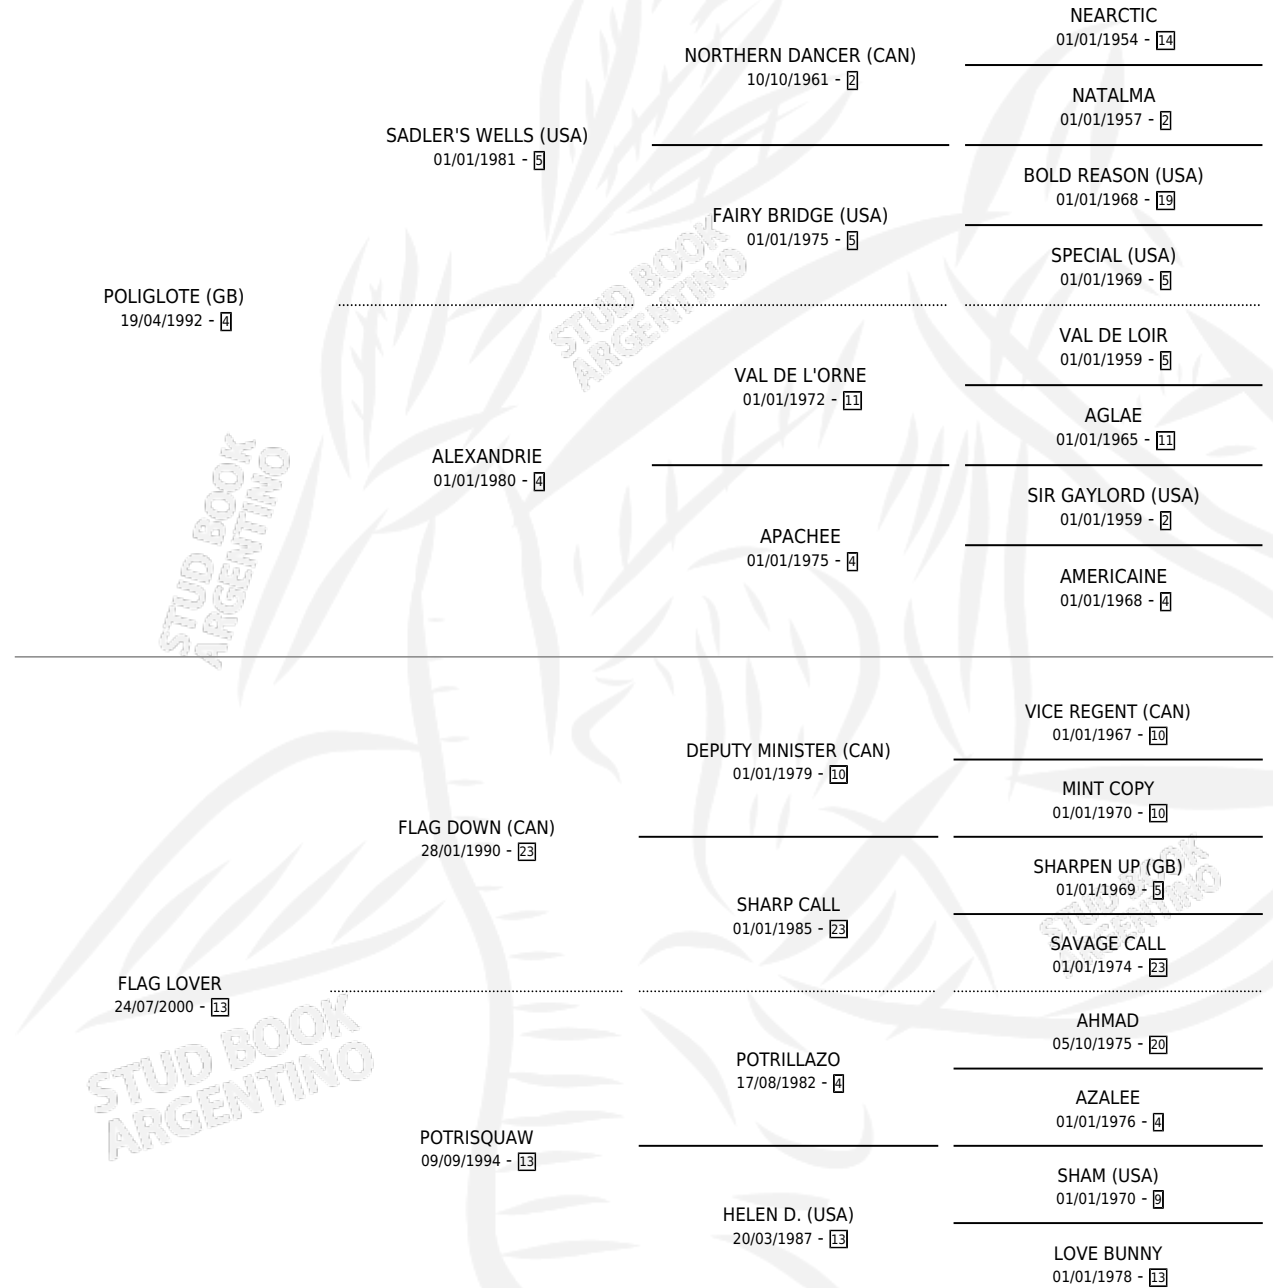 NEARCTIC
01/01/1954 - 14
NORTHERN DANCER (CAN)
10/10/1961 - 2
NATALMA
01/01/1957 - 2
SADLER'S WELLS (USA)
01/01/1981 - 5
BOLD REASON (USA)
01/01/1968 - 19
FAIRY BRIDGE (USA)
01/01/1975 - 5
SPECIAL (USA)
01/01/1969 - 5
POLIGLOTE (GB)
19/04/1992 - 4
VAL DE LOIR
01/01/1959 - 5
VAL DE L'ORNE
01/01/1972 - 11
AGLAE
01/01/1965 - 11
ALEXANDRIE
01/01/1980 - 4
SIR GAYLORD (USA)
01/01/1959 - 2
APACHEE
01/01/1975 - 4
AMERICAINE
01/01/1968 - 4
VICE REGENT (CAN)
01/01/1967 - 10
DEPUTY MINISTER (CAN)
01/01/1979 - 10
MINT COPY
01/01/1970 - 10
FLAG DOWN (CAN)
28/01/1990 - 23
SHARPEN UP (GB)
01/01/1969 - 5
SHARP CALL
01/01/1985 - 23
SAVAGE CALL
01/01/1974 - 23
FLAG LOVER
24/07/2000 - 13
AHMAD
05/10/1975 - 20
POTRILLAZO
17/08/1982 - 4
AZALEE
01/01/1976 - 4
POTRISQUAW
09/09/1994 - 13
SHAM (USA)
01/01/1970 - 9
HELEN D. (USA)
20/03/1987 - 13
LOVE BUNNY
01/01/1978 - 13
STUD BOOK
ARGENTINO
STUD BOOK
ARGENTINO
STUD BOOK
ARGENTINO
STUD BOOK
ARGENTINO